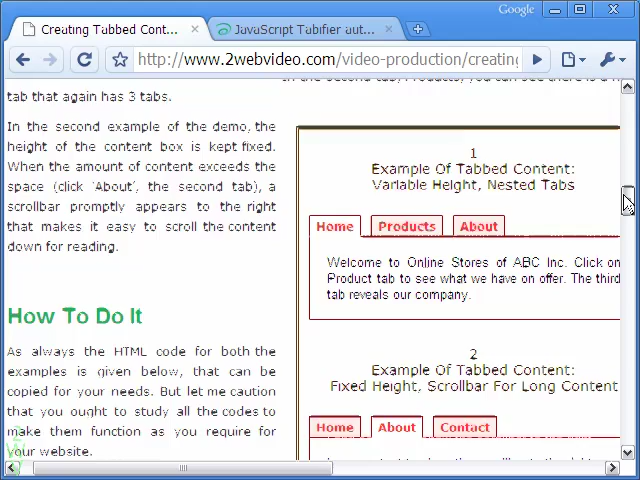 Google
Creating Tabbed Cont...
JavaScript Tabifier aut...
http://www.2webvideo.com/video-production/creating
tab that again has 3 tabs.
In the second example of the demo, the
height of the content box is kept fixed.
When the amount of content exceeds the
space (click 'About', the second tab), a
scrollbar promptly appears to the right
that makes it easy to scroll the content
down for reading.
How To Do It
As always the HTML code for both the
examples is given below, that can be
copied for your needs. But let me caution
that you ought to study all the codes to
make them function as you require for
your website.
1
Example Of Tabbed Content:
Variable Height, Nested Tabs
Home Products About
Welcome to Online Stores of ABC Inc. Click on
Product tab to see what we have on offer. The third
tab reveals our company.
2
Example Of Tabbed Content:
Fixed Height, Scrollbar For Long Content
Home About Contact